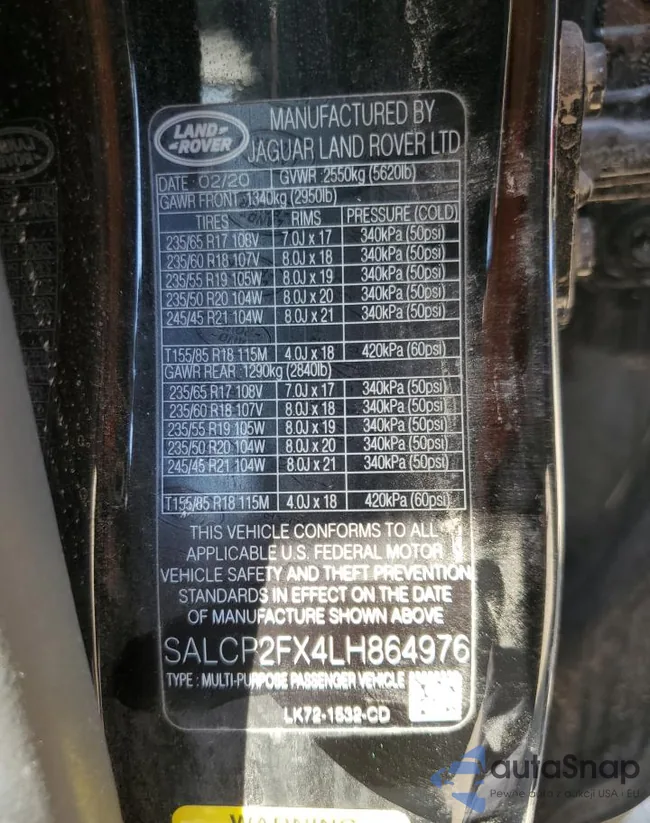 LAND
ROVER
MANUFACTURED BY
JAGUAR LAND ROVER LTD
DATE: 02/20 GVWR 2550kg (5620lb)
GAWR FRONT: 1340kg (2950lb)
TIRES RIMS PRESSURE (COLD)
235/65 R17 108V 7.0J x 17 340kPa (50psi)
235/60 R18 107V 8.0J x 18 340kPa (50psi)
235/55 R19 105W 8.0J x 19 340kPa (50psi)
235/50 R20 104W 8.0J x 20 340kPa (50psi)
245/45 R21 104W 8.0J x 21 340kPa (50psi)
T155/85 R18 115M 4.0J x 18 420kPa (60psi)
GAWR REAR : 1290kg (2840lb)
235/65 R17 108V 7.0J x 17 340kPa (50psi)
235/60 R18 107V 8.0J x 18 340kPa (50psi)
235/55 R19 105W 8.0J x 19 340kPa (50psi)
235/50 R20 104W 8.0J x 20 340kPa (50psi)
245/45 R21 104W 8.0J x 21 340kPa (50psi)
T155/85 R18 115M 4.0J x 18 420kPa (60psi)
THIS VEHICLE CONFORMS TO ALL
APPLICABLE U.S. FEDERAL MOTOR
VEHICLE SAFETY AND THEFT PREVENTION
STANDARDS IN EFFECT ON THE DATE
OF MANUFACTURE SHOWN ABOVE
SALCP2FX4LH864976
TYPE : MULTI-PURPOSE PASSENGER VEHICLE
LK72-1532-CD
WARNING
autaSnap
Pewne auta z aukcji USA i EU